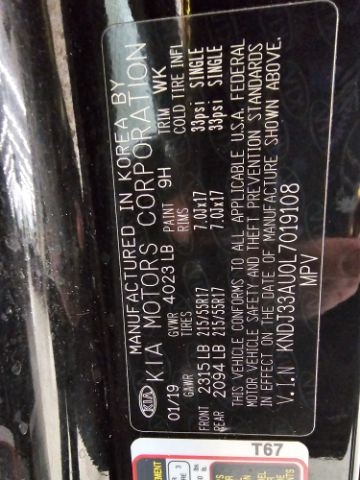 MANUFACTURED IN KOREA BY
KIA KIA MOTORS CORPORATION
01/19 GVWR 4023 LB PAINT 9H TRIM WK
GAWR TIRES RIMS COLD TIRE INFL
FRONT 2315 LB 215/55R17 7.0Jx17 33psi SINGLE
REAR 2094 LB 215/55R17 7.0Jx17 33psi SINGLE
THIS VEHICLE CONFORMS TO ALL APPLICABLE U.S.A. FEDERAL
MOTOR VEHICLE SAFETY AND THEFT PREVENTION STANDARDS
IN EFFECT ON THE DATE OF MANUFACTURE SHOWN ABOVE.
V.I.N KNDJ33AU0L7019108
MPV
T67